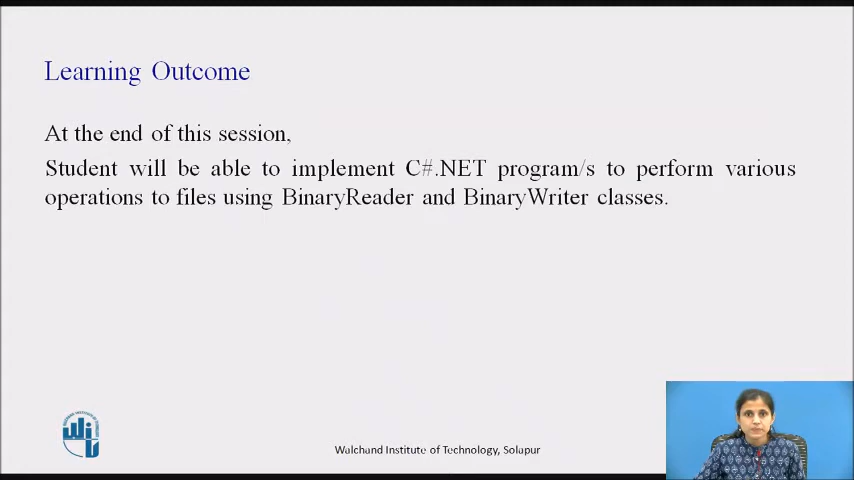 Learning Outcome
At the end of this session,
Student will be able to implement C#.NET program/s to perform various
operations to files using BinaryReader and BinaryWriter classes.
Walchand Institute of Technology, Solapur